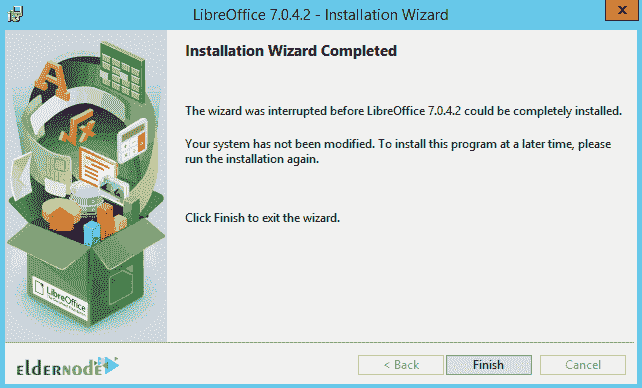 LibreOffice 7.0.4.2 - Installation Wizard
x
Installation Wizard Completed
The wizard was interrupted before LibreOffice 7.0.4.2 could be completely installed.
Your system has not been modified. To install this program at a later time, please
run the installation again.
Click Finish to exit the wizard.
A
LibreOffice
eldernode
< Back
Finish
Cancel